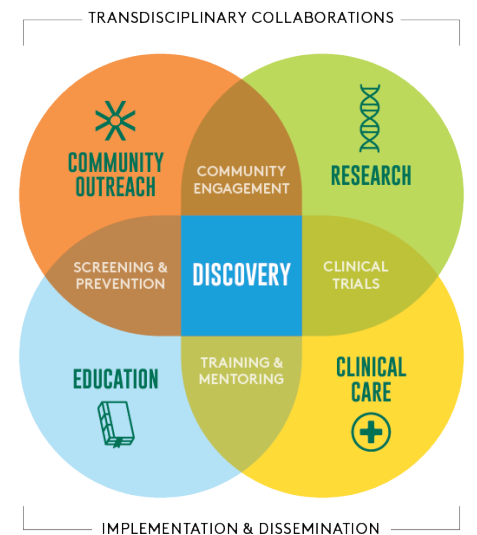 TRANSDISCIPLINARY COLLABORATIONS
COMMUNITY
OUTREACH
COMMUNITY
ENGAGEMENT
RESEARCH
SCREENING &
PREVENTION
DISCOVERY
CLINICAL
TRIALS
EDUCATION
TRAINING &
MENTORING
CLINICAL
CARE
IMPLEMENTATION & DISSEMINATION